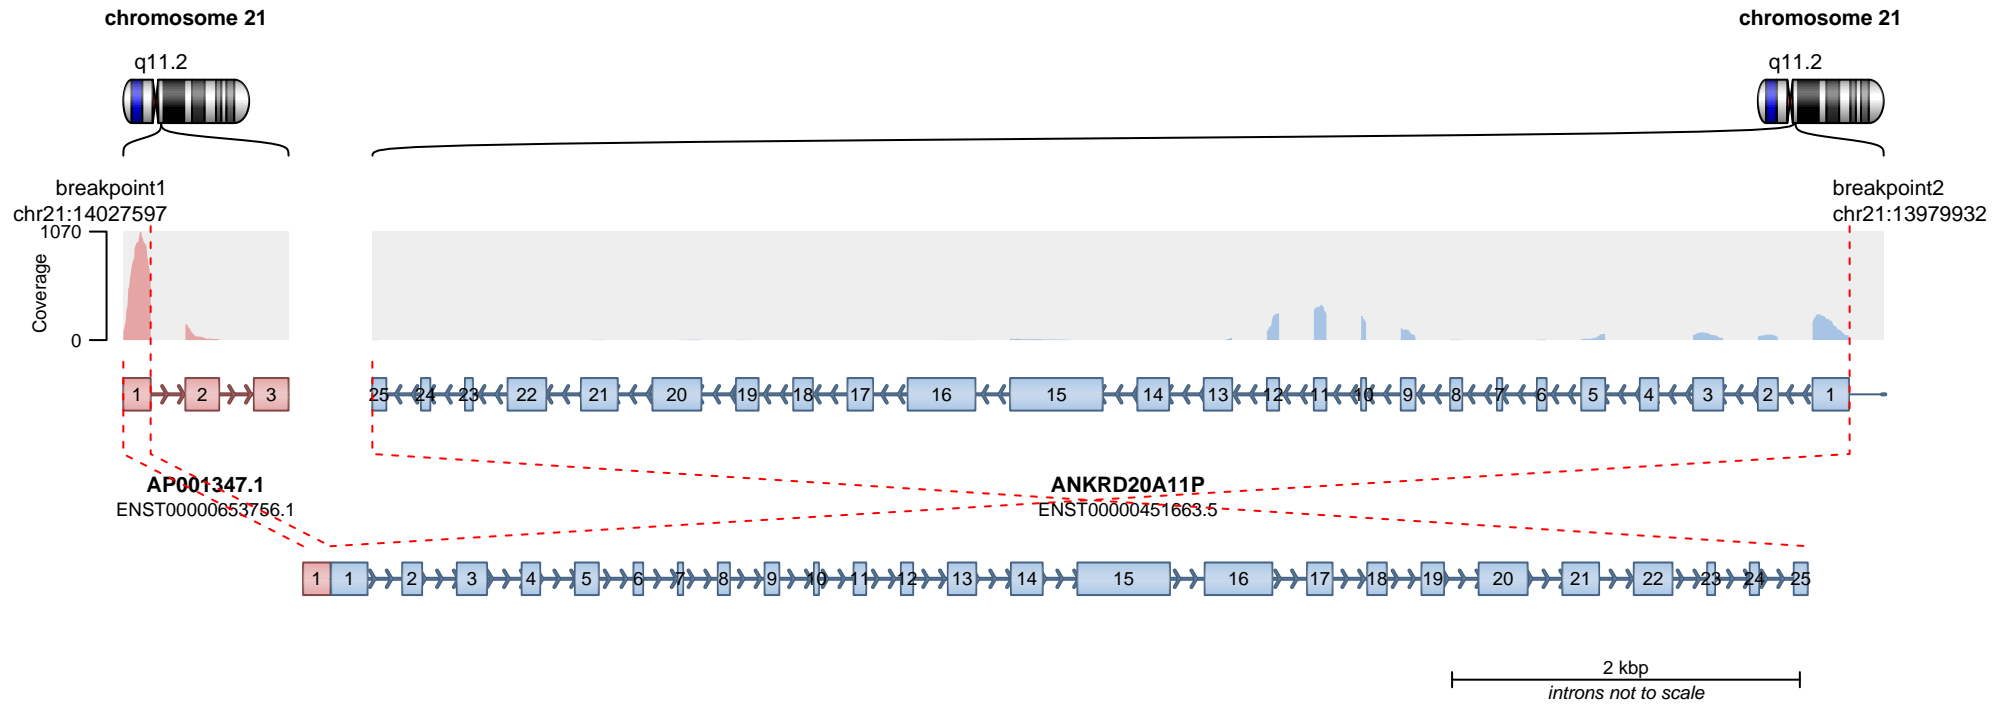 chromosome 21
chromosome 21
q11.2
q11.2
breakpoint1
chr21:14027597
breakpoint2
chr21:13979932
1070
Coverage
0
1 2 3
25 24 23 22 21 20 19 18 17 16 15 14 13 12 11 10 9 8 7 6 5 4 3 2 1
AP001347.1
ENST00000653756.1
ANKRD20A11P
ENST00000451663.5
1 1 2 3 4 5 6 7 8 9 10 11 12 13 14 15 16 17 18 19 20 21 22 23 24 25
2 kbp
introns not to scale